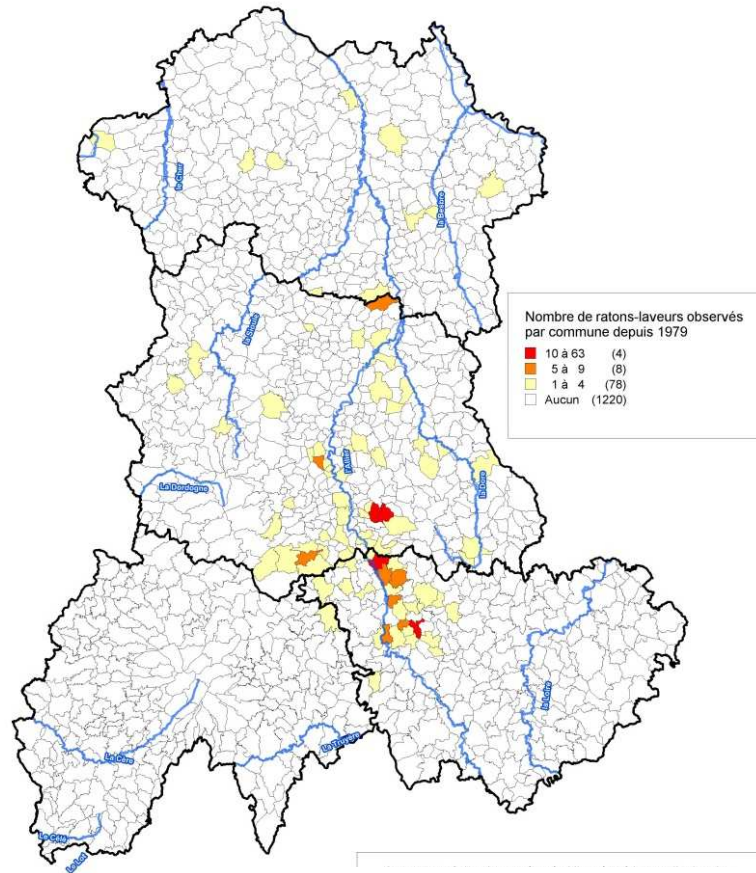 le Cher
la Besbre
la Sioule
Nombre de ratons-laveurs observés
par commune depuis 1979
10 à 63 (4)
5 à 9 (8)
1 à 4 (78)
Aucun (1220)
l'Allier
La Dordogne
la Dore
la Loire
La Truyère
La Cère
Le Célé
Le Lot